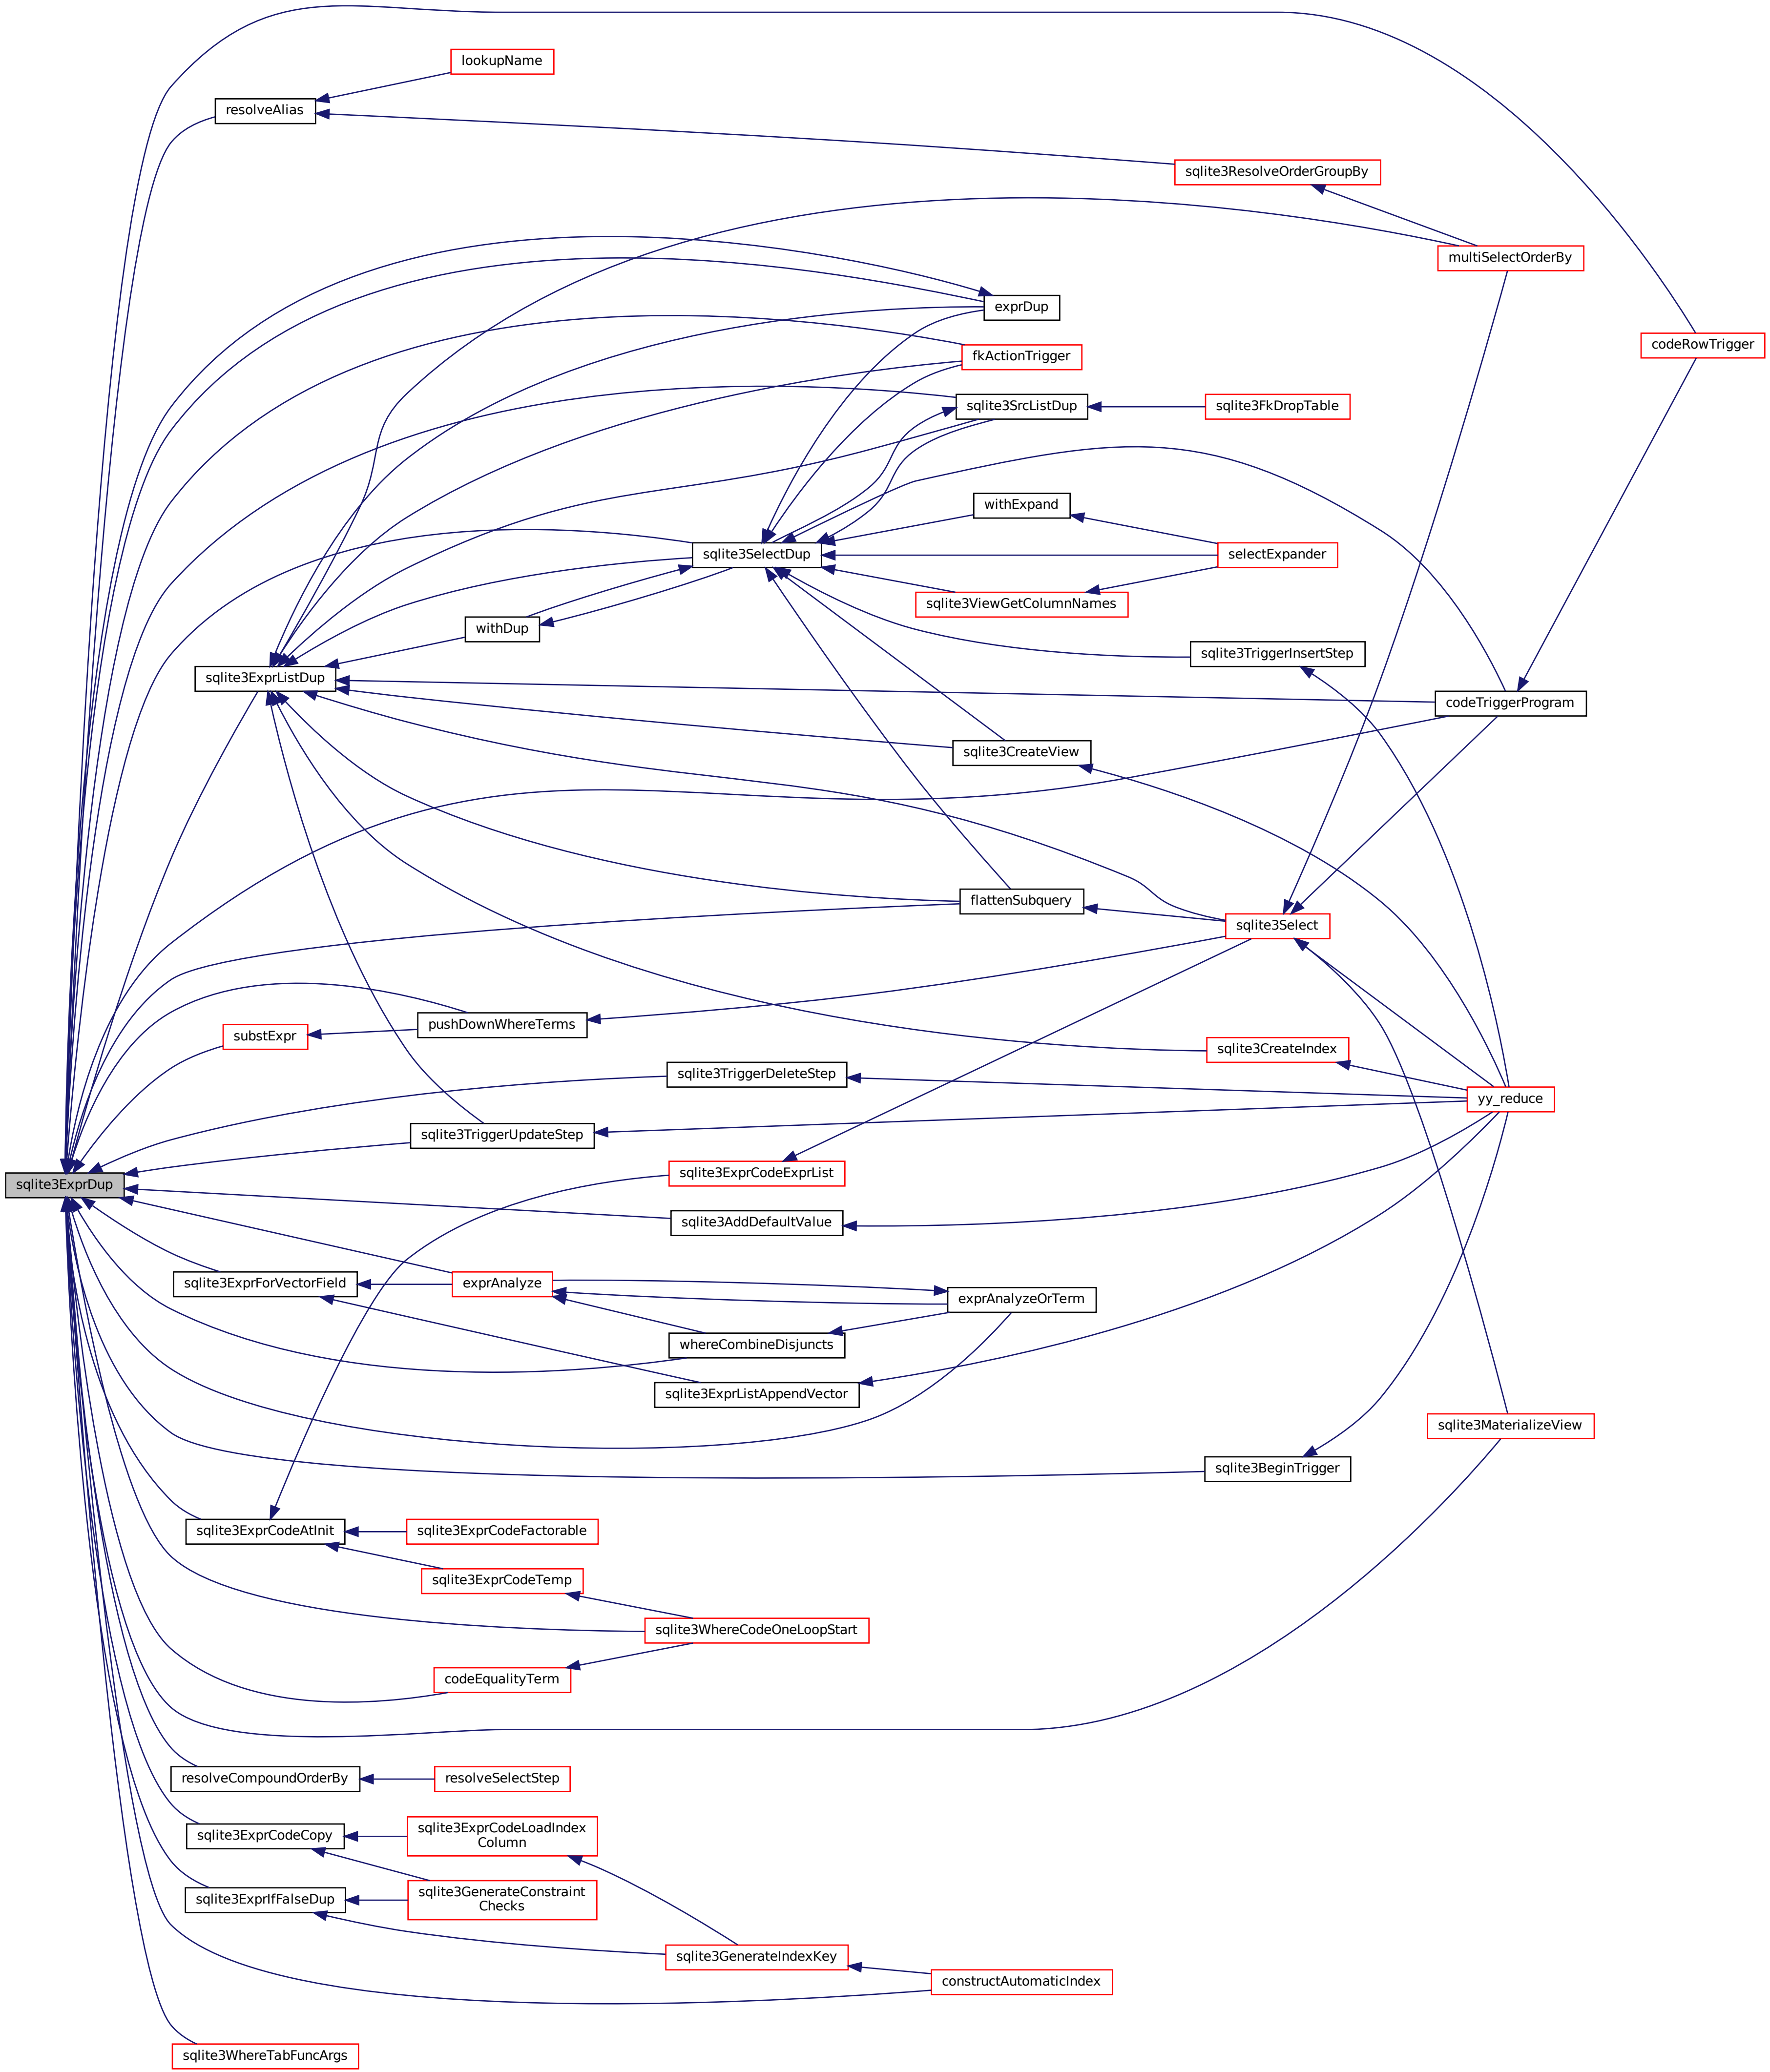 lookupName
resolveAlias
sqlite3ResolveOrderGroupBy
multiSelectOrderBy
exprDup
codeRowTrigger
fkActionTrigger
sqlite3SrcListDup
sqlite3FkDropTable
withExpand
sqlite3SelectDup
selectExpander
sqlite3ViewGetColumnNames
withDup
sqlite3TriggerInsertStep
sqlite3ExprListDup
codeTriggerProgram
sqlite3CreateView
flattenSubquery
sqlite3Select
pushDownWhereTerms
substExpr
sqlite3CreateIndex
sqlite3TriggerDeleteStep
yy_reduce
sqlite3TriggerUpdateStep
sqlite3ExprCodeExprList
sqlite3ExprDup
sqlite3AddDefaultValue
sqlite3ExprForVectorField
exprAnalyze
exprAnalyzeOrTerm
whereCombineDisjuncts
sqlite3ExprListAppendVector
sqlite3MaterializeView
sqlite3BeginTrigger
sqlite3ExprCodeAtInit
sqlite3ExprCodeFactorable
sqlite3ExprCodeTemp
sqlite3WhereCodeOneLoopStart
codeEqualityTerm
resolveCompoundOrderBy
resolveSelectStep
sqlite3ExprCodeCopy
sqlite3ExprCodeLoadIndex
Column
sqlite3ExprIfFalseDup
sqlite3GenerateConstraint
Checks
sqlite3GenerateIndexKey
constructAutomaticIndex
sqlite3WhereTabFuncArgs